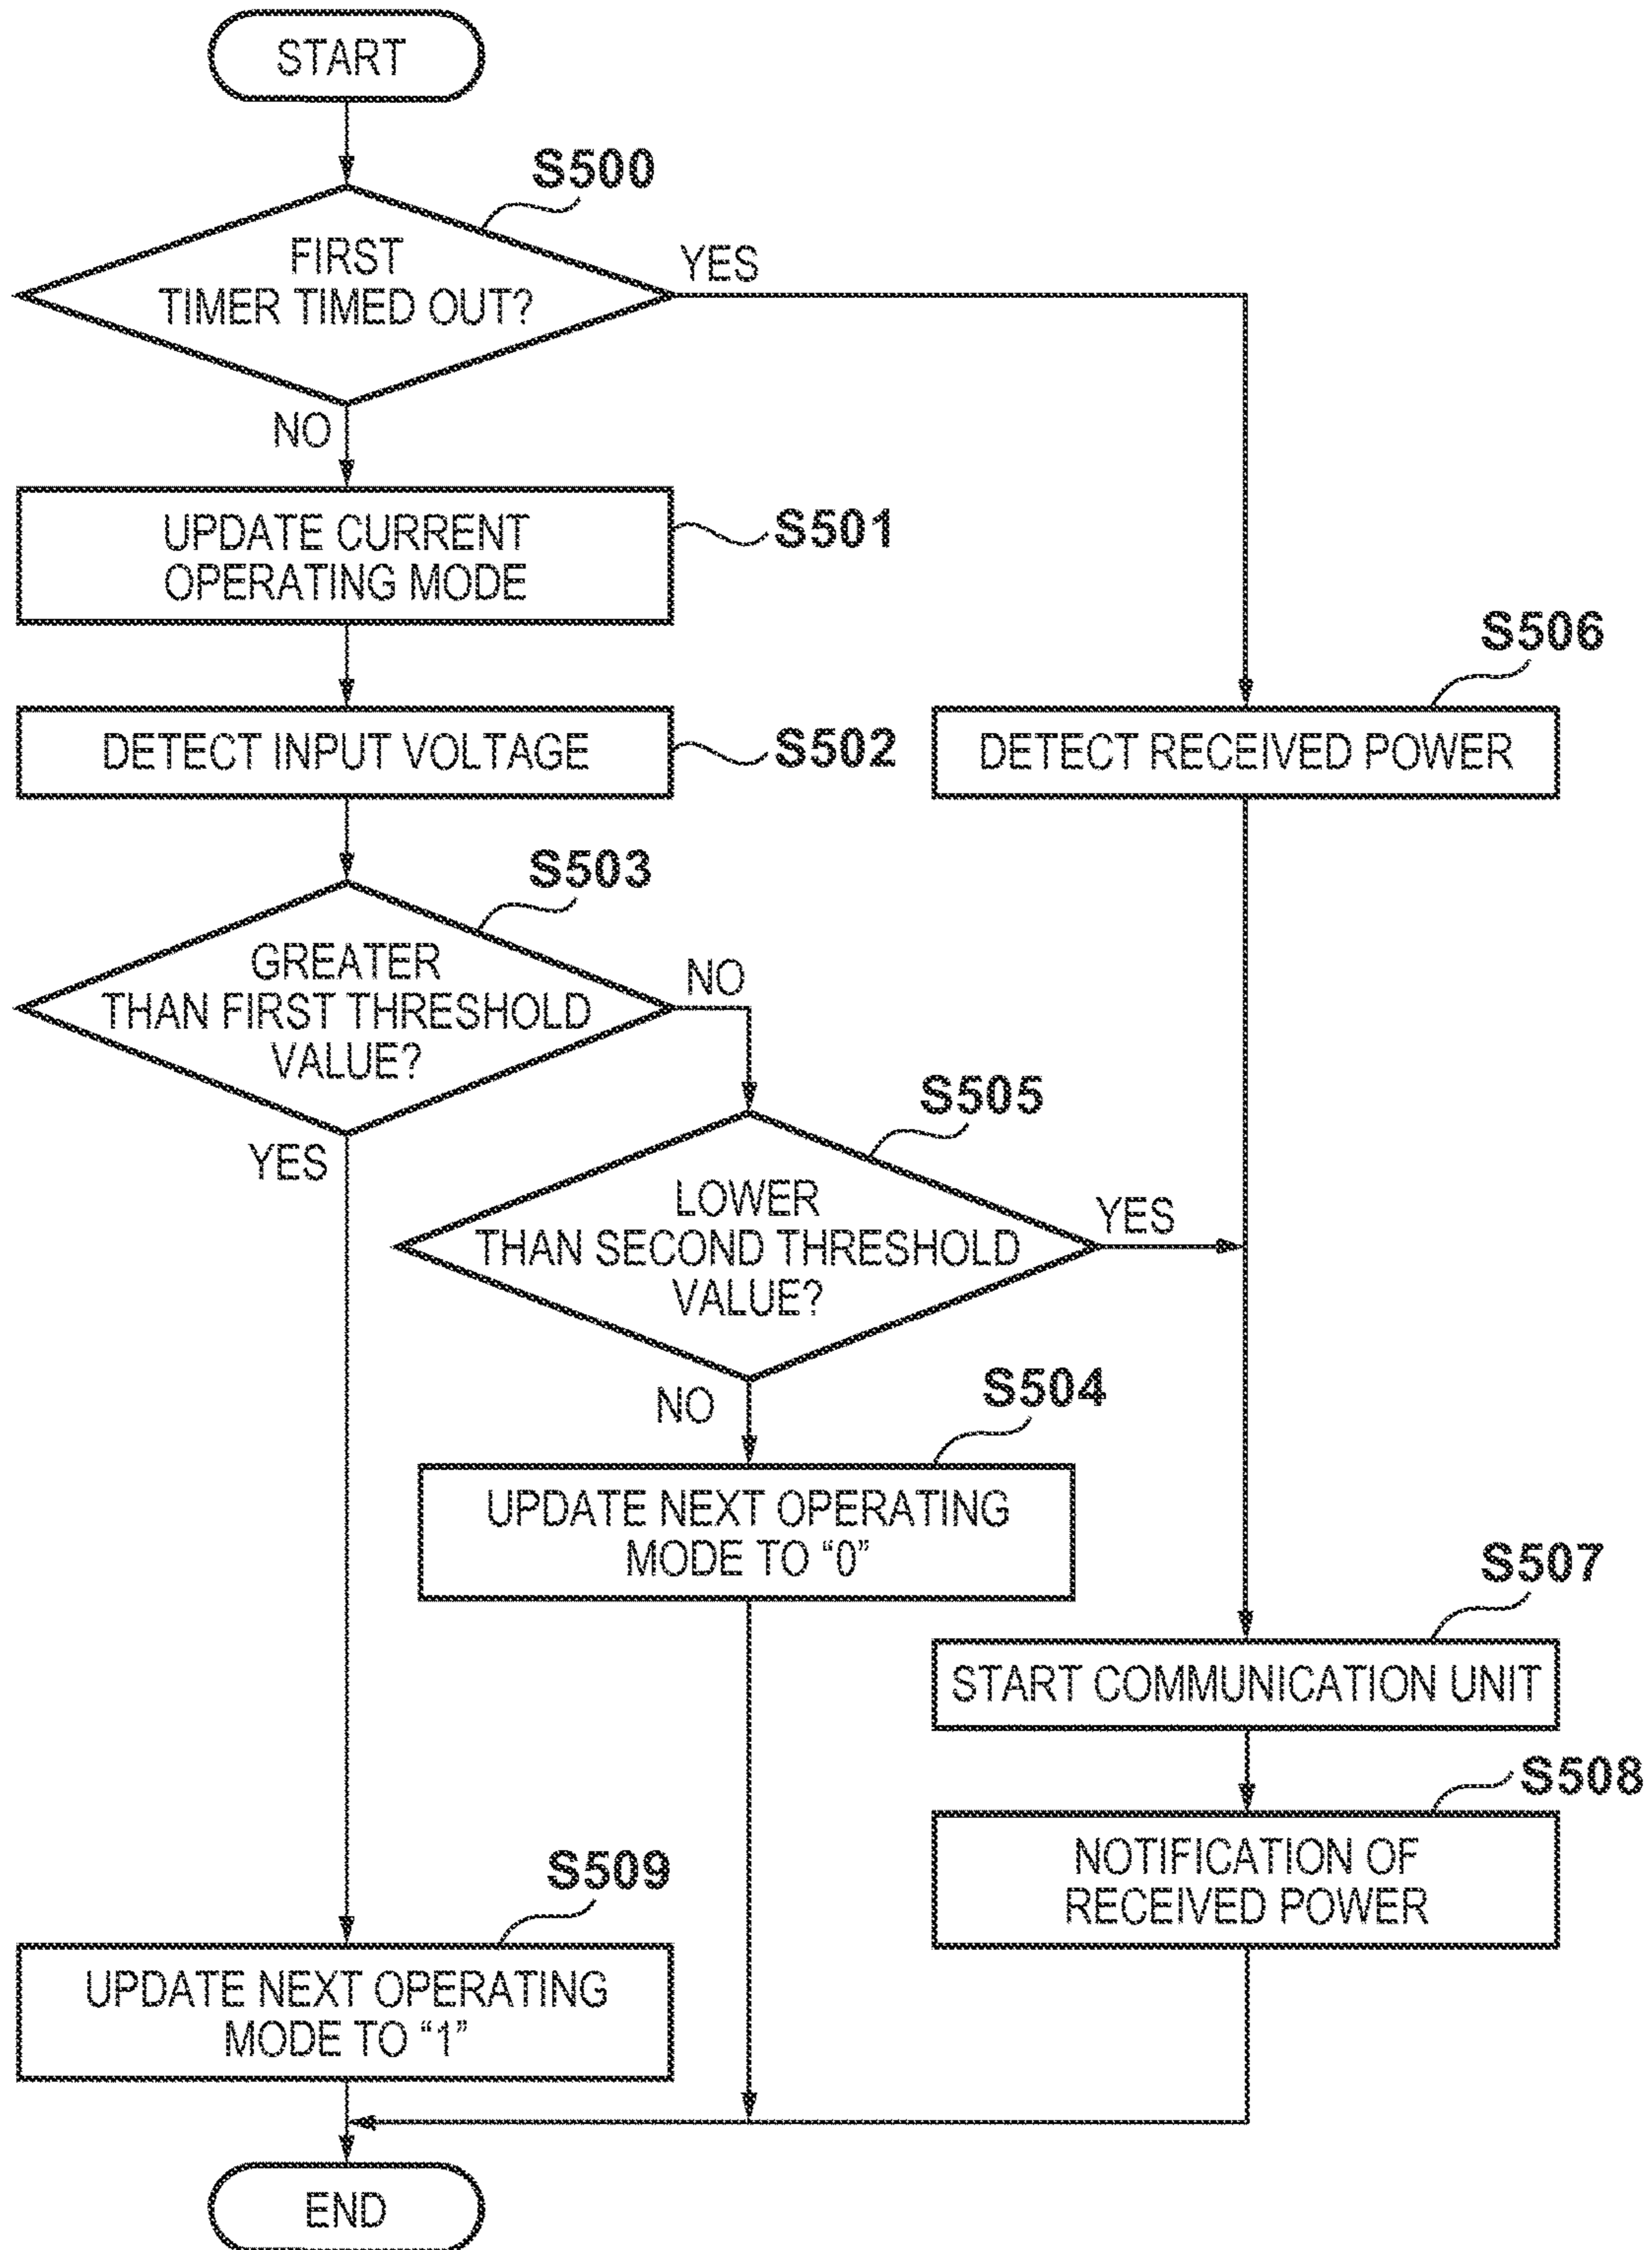 START
S500
FIRST
TIMER TIMED OUT?
YES
NO
UPDATE CURRENT
OPERATING MODE
S501
S506
DETECT INPUT VOLTAGE
S502
DETECT RECEIVED POWER
S503
GREATER
THAN FIRST THRESHOLD
VALUE?
NO
YES
S505
LOWER
THAN SECOND THRESHOLD
VALUE?
YES
NO
S504
UPDATE NEXT OPERATING
MODE TO “0”
S507
START COMMUNICATION UNIT
S508
NOTIFICATION OF
RECEIVED POWER
S509
UPDATE NEXT OPERATING
MODE TO “1”
END